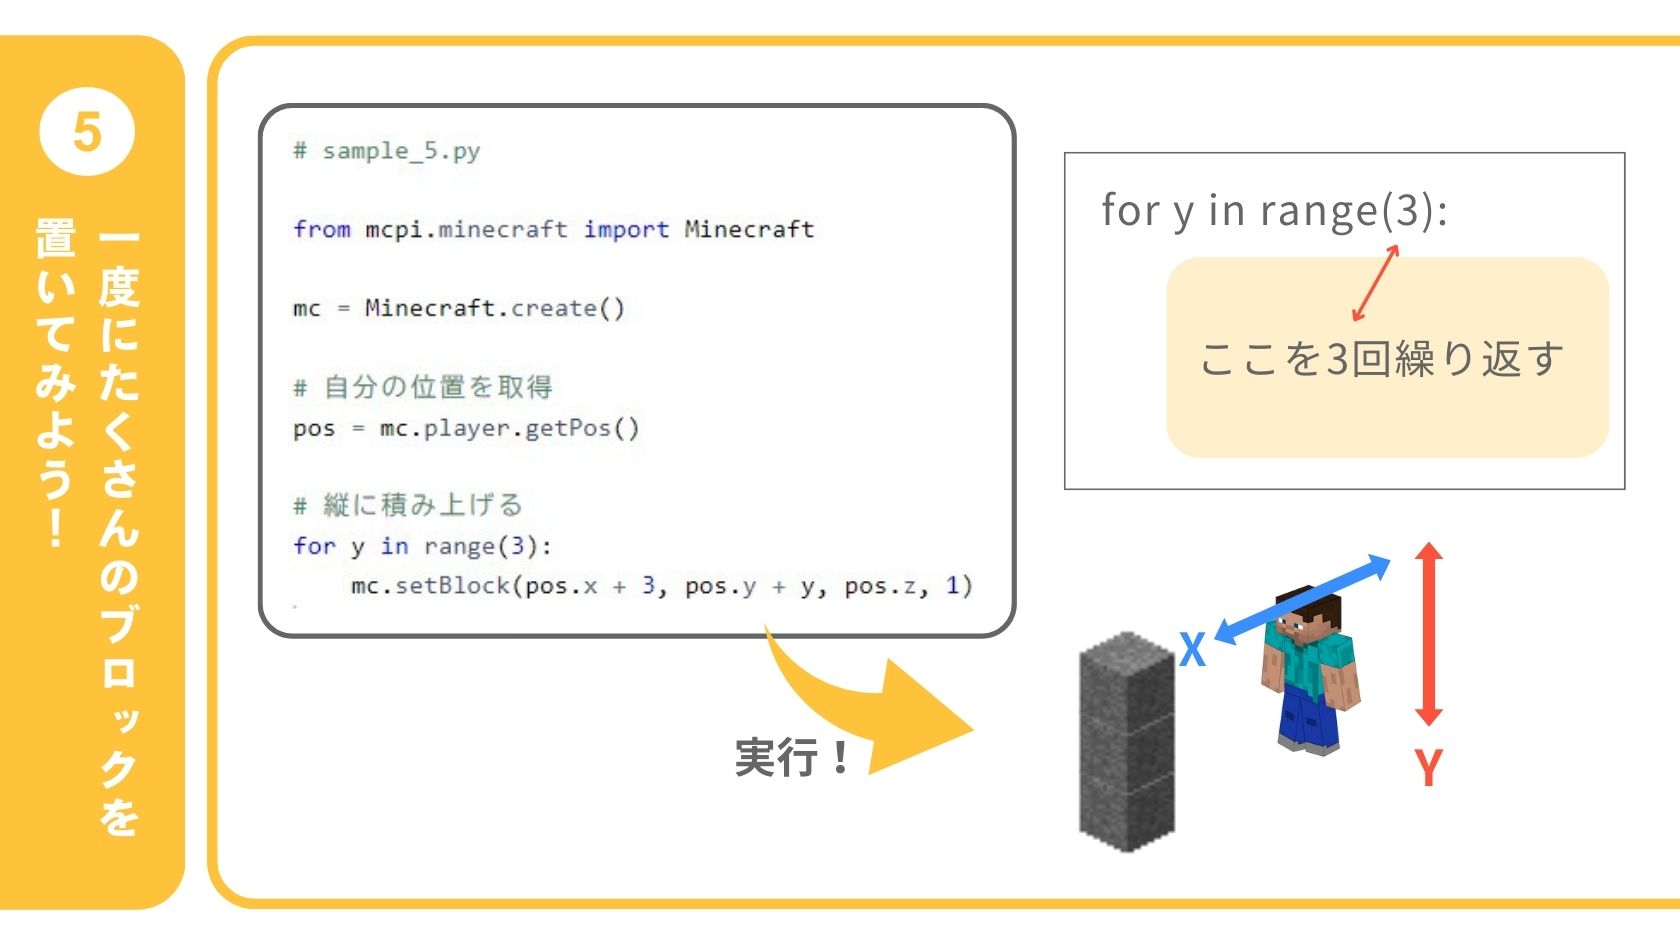 5
一度にたくさんのブロックを
置いてみよう！
# sample_5.py
from mcpi.minecraft import Minecraft
mc = Minecraft.create()
# 自分の位置を取得
pos = mc.player.getPos()
# 縦に積み上げる
for y in range(3):
    mc.setBlock(pos.x + 3, pos.y + y, pos.z, 1)
for y in range(3):
ここを3回繰り返す
実行！
X
Y